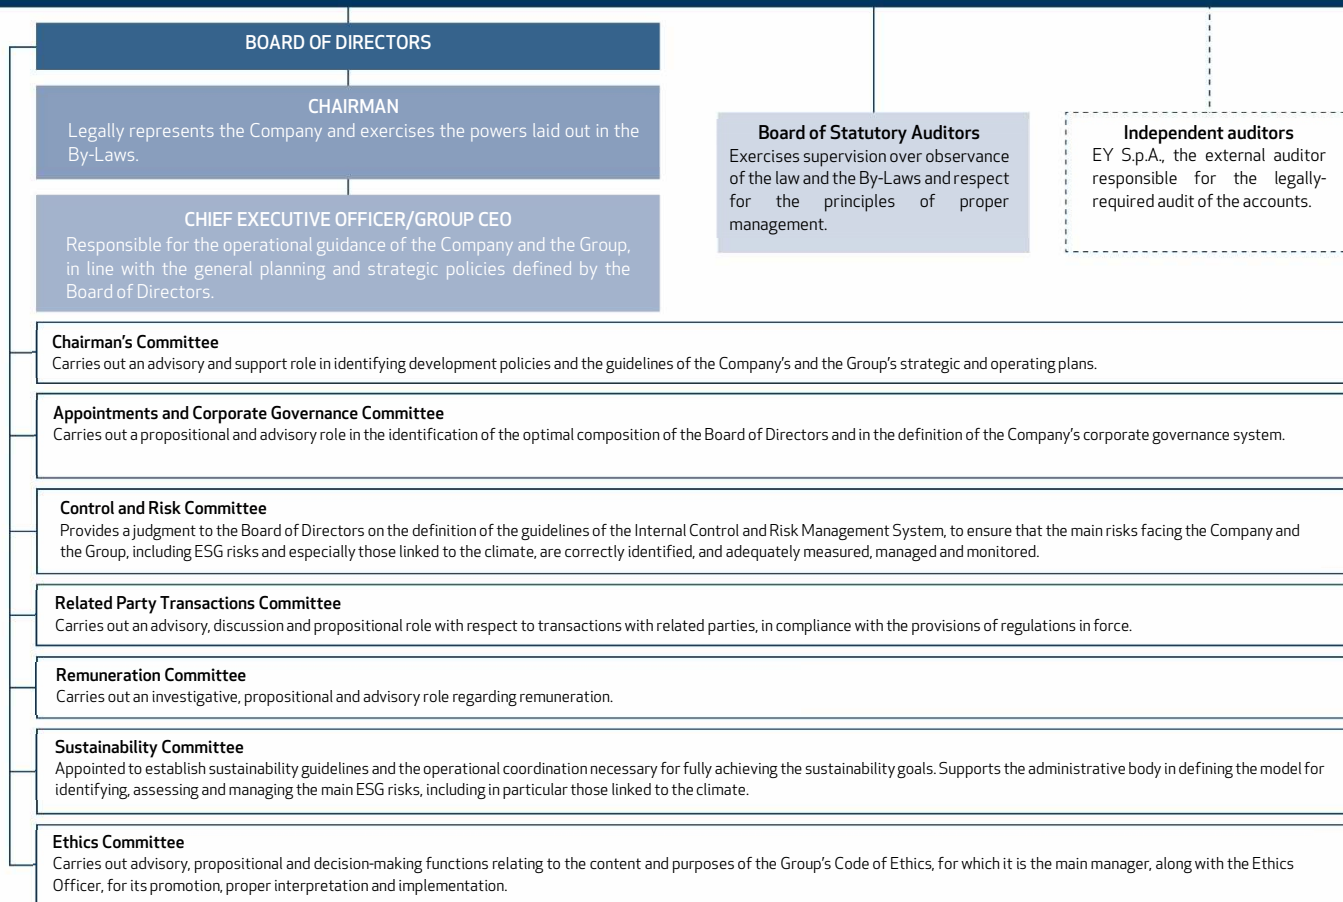 BOARD OF DIRECTORS
CHAIRMAN
Legally represents the Company and exercises the powers laid out in the
By-Laws.
CHIEF EXECUTIVE OFFICER/GROUP CEO
Responsible for the operational guidance of the Company and the Group,
in line with the general planning and strategic policies defined by the
Board of Directors.
Board of Statutory Auditors
Exercises supervision over observance
of the law and the By-Laws and respect
for the principles of proper
management.
Independent auditors
EY S.p.A., the external auditor
responsible for the legally-
required audit of the accounts.
Chairman's Committee
Carries out an advisory and support role in identifying development policies and the guidelines of the Company's and the Group's strategic and operating plans.
Appointments and Corporate Governance Committee
Carries out a propositional and advisory role in the identification of the optimal composition of the Board of Directors and in the definition of the Company's corporate governance system.
Control and Risk Committee
Provides a judgment to the Board of Directors on the definition of the guidelines of the Internal Control and Risk Management System, to ensure that the main risks facing the Company and
the Group, including ESG risks and especially those linked to the climate, are correctly identified, and adequately measured, managed and monitored.
Related Party Transactions Committee
Carries out an advisory, discussion and propositional role with respect to transactions with related parties, in compliance with the provisions of regulations in force.
Remuneration Committee
Carries out an investigative, propositional and advisory role regarding remuneration.
Sustainability Committee
Appointed to establish sustainability guidelines and the operational coordination necessary for fully achieving the sustainability goals. Supports the administrative body in defining the model for
identifying, assessing and managing the main ESG risks, including in particular those linked to the climate.
Ethics Committee
Carries out advisory, propositional and decision-making functions relating to the content and purposes of the Group's Code of Ethics, for which it is the main manager, along with the Ethics
Officer, for its promotion, proper interpretation and implementation.